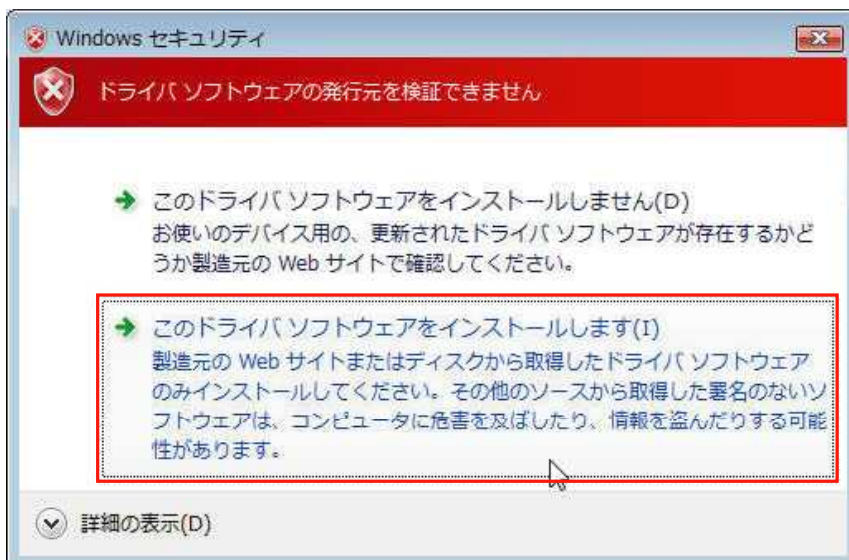 Windows セキュリティ
ドライバ ソフトウェアの発行元を検証できません
このドライバ ソフトウェアをインストールしません(D)
お使いのデバイス用の、更新されたドライバ ソフトウェアが存在するかど
うか製造元の Web サイトで確認してください。
このドライバ ソフトウェアをインストールします(I)
製造元の Web サイトまたはディスクから取得したドライバ ソフトウェア
のみインストールしてください。その他のソースから取得した署名のないソ
フトウェアは、コンピュータに危害を及ぼしたり、情報を盗んだりする可能
性があります。
詳細の表示(D)